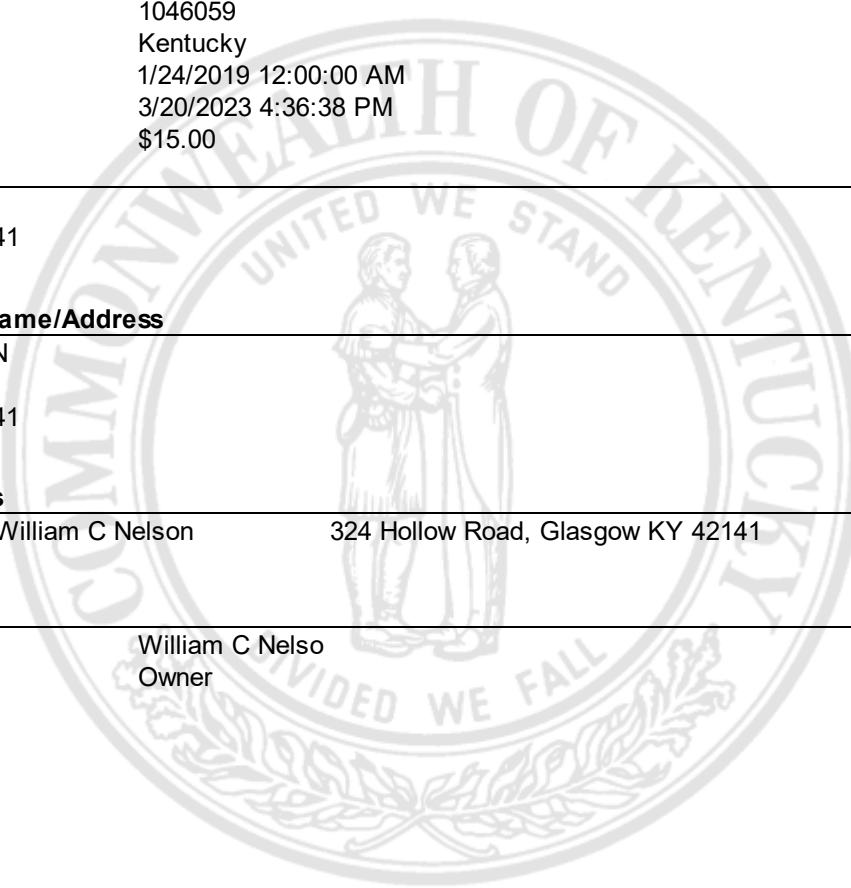 1046059
Kentucky
1/24/2019 12:00:00 AM
3/20/2023 4:36:38 PM
$15.00
41
ame/Address
N
41
s
William C Nelson 324 Hollow Road, Glasgow KY 42141
William C Nelso
Owner
COMMONWEALTH OF KENTUCKY
UNITED WE STAND
DIVIDED WE FALL